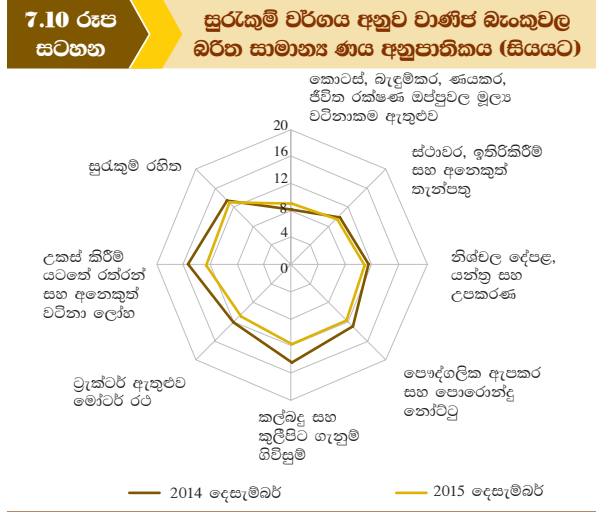 7.10 රූප
සටහන
සුරැකුම් වර්ගය අනුව වාණිජ බැංකුවල
බරිත සාමාන්‍ය ණය අනුපාතිකය (සියයට)
කොටස්, බැඳුම්කර, ණයකර,
ජීවිත රක්ෂණ ඔප්පුවල මූල්‍ය
වටිනාකම ඇතුළුව
ස්ථාවර, ඉතිරිකිරීම්
සහ අනෙකුත්
තැන්පතු
නිශ්චල දේපළ,
යන්ත්‍ර සහ
උපකරණ
පෞද්ගලික ඇපකර
සහ පොරොන්දු
නෝට්ටු
කල්බදු සහ
කුලීපිට ගැනුම්
ගිවිසුම්
ට්‍රැක්ටර් ඇතුළුව
මෝටර් රථ
උකස් කිරීම්
යටතේ රත්රන්
සහ අනෙකුත්
වටිනා ලෝහ
සුරැකුම් රහිත
20
16
12
8
4
0
2014 දෙසැම්බර්
2015 දෙසැම්බර්